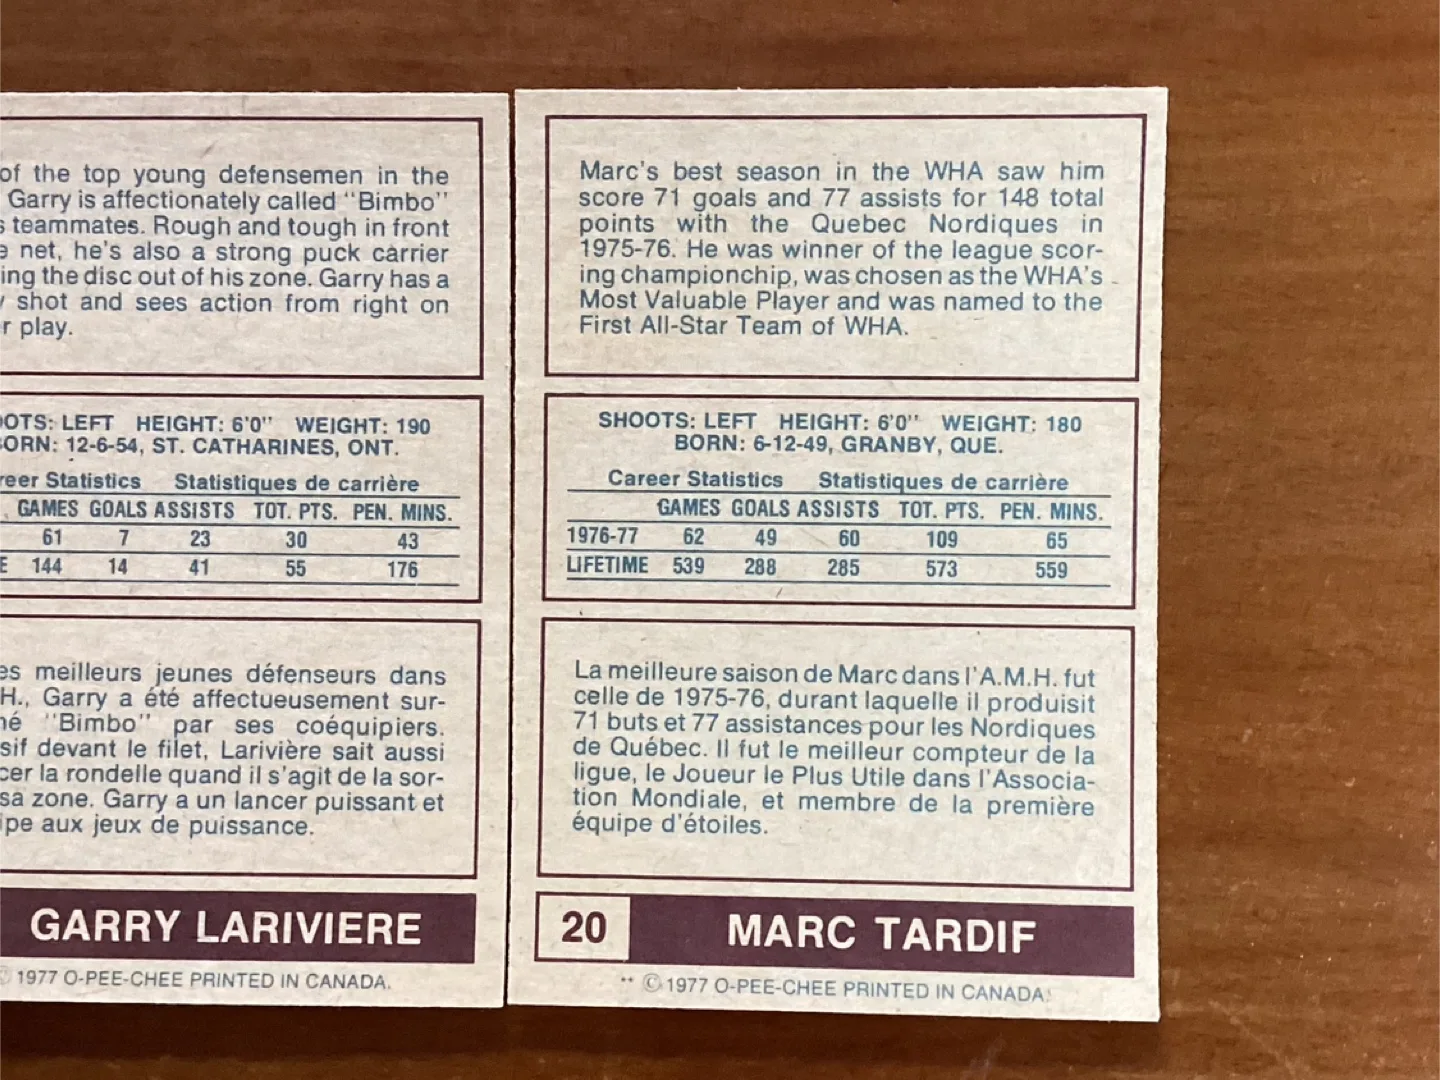 of the top young defensemen in the
Garry is affectionately called "Bimbo"
teammates. Rough and tough in front
net, he's also a strong puck carrier
ing the disc out of his zone. Garry has a
shot and sees action from right on
r play.
OTS: LEFT HEIGHT: 6'0" WEIGHT: 190
ORN: 12-6-54, ST. CATHARINES, ONT.
reer Statistics Statistiques de carrière
GAMES GOALS ASSISTS TOT. PTS. PEN. MINS.
61 7 23 30 43
E 144 14 41 55 176
es meilleurs jeunes défenseurs dans
H., Garry a été affectueusement sur-
né "Bimbo" par ses coéquipiers.
sif devant le filet, Larivière sait aussi
cer la rondelle quand il s'agit de la sor-
sa zone. Garry a un lancer puissant et
ipe aux jeux de puissance.
GARRY LARIVIERE
© 1977 O-PEE-CHEE PRINTED IN CANADA.
Marc's best season in the WHA saw him
score 71 goals and 77 assists for 148 total
points with the Quebec Nordiques in
1975-76. He was winner of the league scor-
ing championchip, was chosen as the WHA's
Most Valuable Player and was named to the
First All-Star Team of WHA.
SHOOTS: LEFT HEIGHT: 6'0" WEIGHT: 180
BORN: 6-12-49, GRANBY, QUE.
Career Statistics Statistiques de carrière
GAMES GOALS ASSISTS TOT. PTS. PEN. MINS.
1976-77 62 49 60 109 65
LIFETIME 539 288 285 573 559
La meilleure saison de Marc dans l'A.M.H. fut
celle de 1975-76, durant laquelle il produisit
71 buts et 77 assistances pour les Nordiques
de Québec. Il fut le meilleur compteur de la
ligue, le Joueur le Plus Utile dans l'Associa-
tion Mondiale, et membre de la première
équipe d'étoiles.
20 MARC TARDIF
** © 1977 O-PEE-CHEE PRINTED IN CANADA.